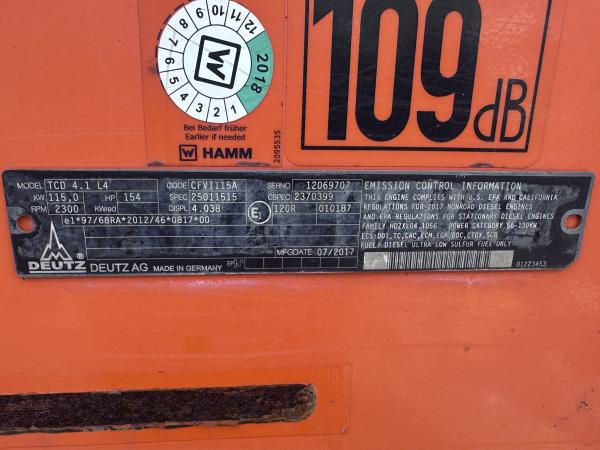 12 11 10 9 8 7 6 5 4 3 2 1
2018
W
Bei Bedarf früher
Earlier if needed
HAMM
2095535
109 dB
MODEL TCD 4.1 L4 CODE CFVI115A SERNO 12069707
KW 115,0 HP 154 SPEC 25011515 CSPEC 2370399
RPM 2300 KWred DISPL 4.038 E1 120R 010187
e1*97/68RA*2012/46*0817*00
MFGDATE 07/2017
DEUTZ ® DEUTZ AG MADE IN GERMANY
EMISSION CONTROL INFORMATION
THIS ENGINE COMPLIES WITH U.S. EPA AND CALIFORNIA
REGULATIONS FOR 2017 NONROAD DIESEL ENGINES
AND EPA REGULATIONS FOR STATIONARY DIESEL ENGINES
FAMILY HDZXL04.1056 POWER CATEGORY 56-130KW
ECS:DDI,TC,CAC,ECM,EGR,DOC,CTOX,SCR
FUEL: DIESEL ULTRA LOW SULFUR FUEL ONLY
01223453